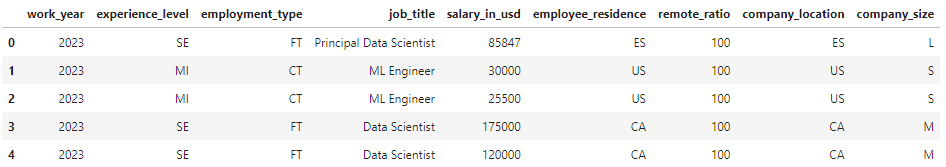 work_year experience_level employment_type job_title salary_in_usd employee_residence remote_ratio company_location company_size
0 2023 SE FT Principal Data Scientist 85847 ES 100 ES L
1 2023 MI CT ML Engineer 30000 US 100 US S
2 2023 MI CT ML Engineer 25500 US 100 US S
3 2023 SE FT Data Scientist 175000 CA 100 CA M
4 2023 SE FT Data Scientist 120000 CA 100 CA M